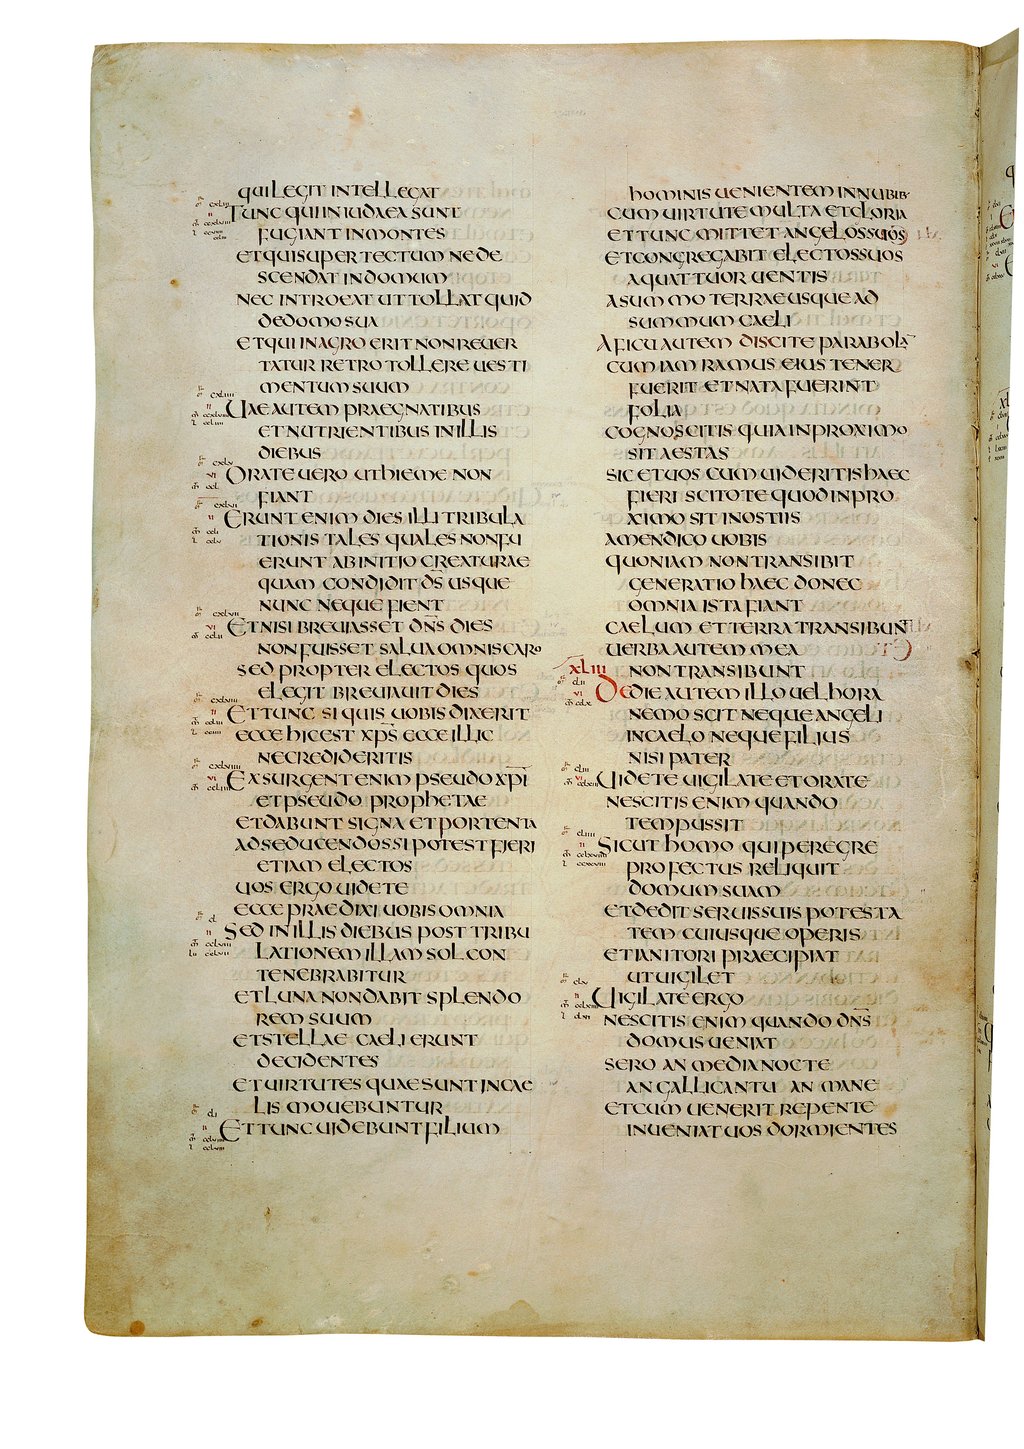 QUI LEGIT INTELLEGAT
TUNC QUI IN IUDAEA SUNT
FUGIANT IN MONTES
ET QUI SUPER TECTUM NE DE
SCENDAT IN DOMUM
NEC INTROEAT UT TOLLAT QUID
DE DOMO SUA
ET QUI IN AGRO ERIT NON REUER
TATUR RETRO TOLLERE UESTI
MENTUM SUUM
UAE AUTEM PRAEGNATIBUS
ET NUTRIENTIBUS IN ILLIS
DIEBUS
ORATE UERO UT HIEME NON
FIANT
ERUNT ENIM DIES ILLI TRIBULA
TIONIS TALES QUALES NON FU
ERUNT AB INITIO CREATURAE
QUAM CONDIDIT D̅S̅ USQUE
NUNC NEQUE FIENT
ET NISI BREUIASSET D̅N̅S̅ DIES
NON FUISSET SALUA OMNIS CARO
SED PROPTER ELECTOS QUOS
ELEGIT BREUIAUIT DIES
ET TUNC SI QUIS UOBIS DIXERIT
ECCE HIC EST X̅P̅S̅ ECCE ILLIC
NE CREDIDERITIS
EXSURGENT ENIM PSEUDO X̅P̅I̅
ET PSEUDO PROPHETAE
ET DABUNT SIGNA ET PORTENTA
AD SEDUCENDOS SI POTEST FIERI
ETIAM ELECTOS
UOS ERGO UIDETE
ECCE PRAEDIXI UOBIS OMNIA
SED IN ILLIS DIEBUS POST TRIBU
LATIONEM ILLAM SOL CON
TENEBRABITUR
ET LUNA NON DABIT SPLENDO
REM SUUM
ET STELLAE CAELI ERUNT
DECIDENTES
ET UIRTUTES QUAE SUNT IN CAE
LIS MOUEBUNTUR
ET TUNC UIDEBUNT FILIUM
HOMINIS UENIENTEM IN NUBIB·
CUM UIRTUTE MULTA ET GLORIA
ET TUNC MITTET ANGELOS SUOS
ET CONGREGABIT ELECTOS SUOS
A QUATTUOR UENTIS
A SUMMO TERRAE USQUE AD
SUMMUM CAELI
A FICU AUTEM DISCITE PARABOLA̅
CUM IAM RAMUS EIUS TENER
FUERIT ET NATA FUERINT
FOLIA
COGNOSCITIS QUIA IN PROXIMO
SIT AESTAS
SIC ET UOS CUM UIDERITIS HAEC
FIERI SCITOTE QUOD IN PRO
XIMO SIT IN OSTIIS
AMEN DICO UOBIS
QUONIAM NON TRANSIBIT
GENERATIO HAEC DONEC
OMNIA ISTA FIANT
CAELUM ET TERRA TRANSIBUNT
UERBA AUTEM MEA
NON TRANSIBUNT
XLIII
DE DIE AUTEM ILLO UEL HORA
NEMO SCIT NEQUE ANGELI
IN CAELO NEQUE FILIUS
NISI PATER
UIDETE UIGILATE ET ORATE
NESCITIS ENIM QUANDO
TEMPUS SIT
SICUT HOMO QUI PEREGRE
PROFECTUS RELIQUIT
DOMUM SUAM
ET DEDIT SERUIS SUIS POTESTA
TEM CUIUSQUE OPERIS
ET IANITORI PRAECIPIAT
UT UIGILET
UIGILATE ERGO
NESCITIS ENIM QUANDO D̅N̅S̅
DOMUS UENIAT
SERO AN MEDIA NOCTE
AN GALLICANTU AN MANE
ET CUM UENERIT REPENTE
INUENIAT UOS DORMIENTES